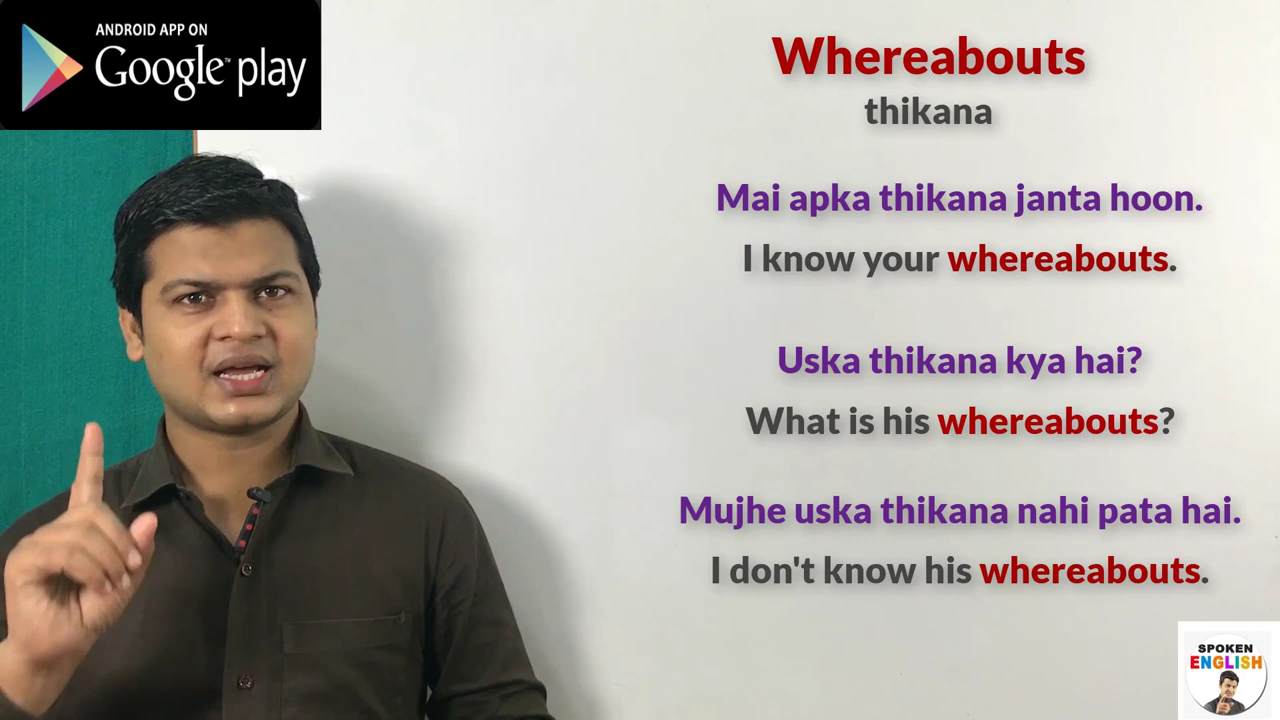 ANDROID APP ON
Google™ play
Whereabouts
thikana
Mai apka thikana janta hoon.
I know your whereabouts.
Uska thikana kya hai?
What is his whereabouts?
Mujhe uska thikana nahi pata hai.
I don't know his whereabouts.
SPOKEN
ENGLISH